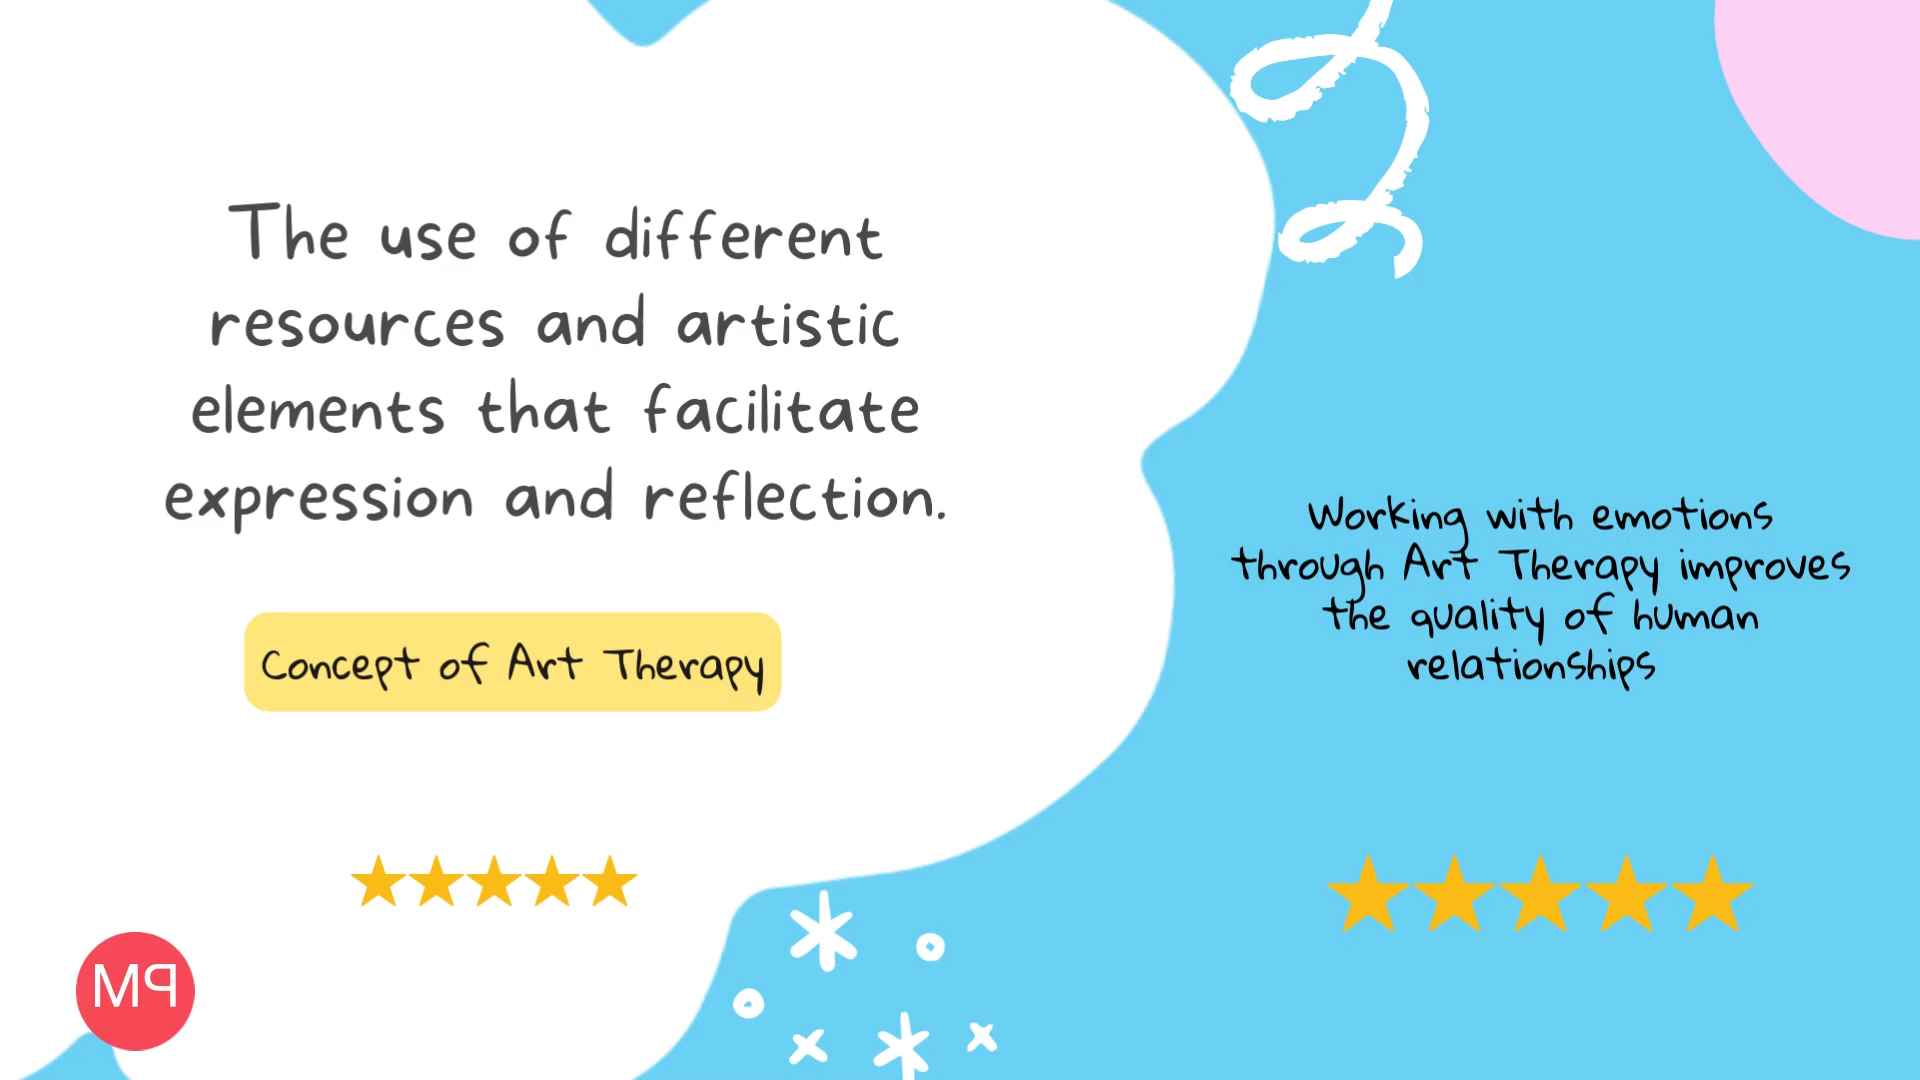 The use of different
resources and artistic
elements that facilitate
expression and reflection.
Concept of Art Therapy
Working with emotions
through Art Therapy improves
the quality of human
relationships
MP